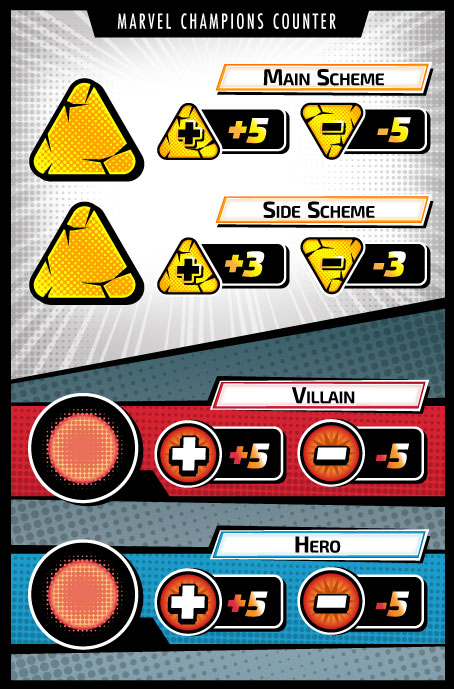 MARVEL CHAMPIONS COUNTER
MAIN SCHEME
+ +5 - -5
SIDE SCHEME
+ +3 - -3
VILLAIN
+ +5 - -5
HERO
+ +5 - -5